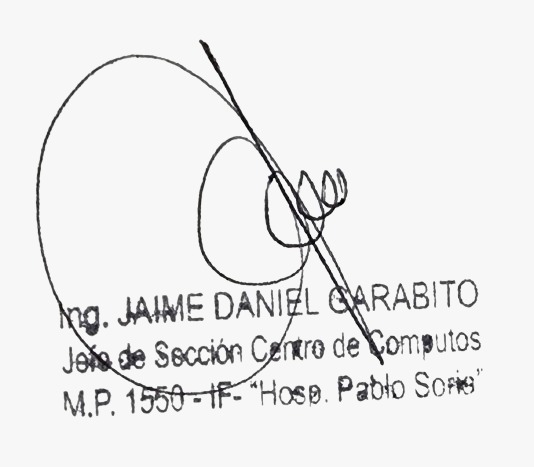 Ing. JAIME DANIEL GARABITO
Jefe de Sección Centro de Computos
M.P. 1550 - IF- "Hosp. Pablo Soria"